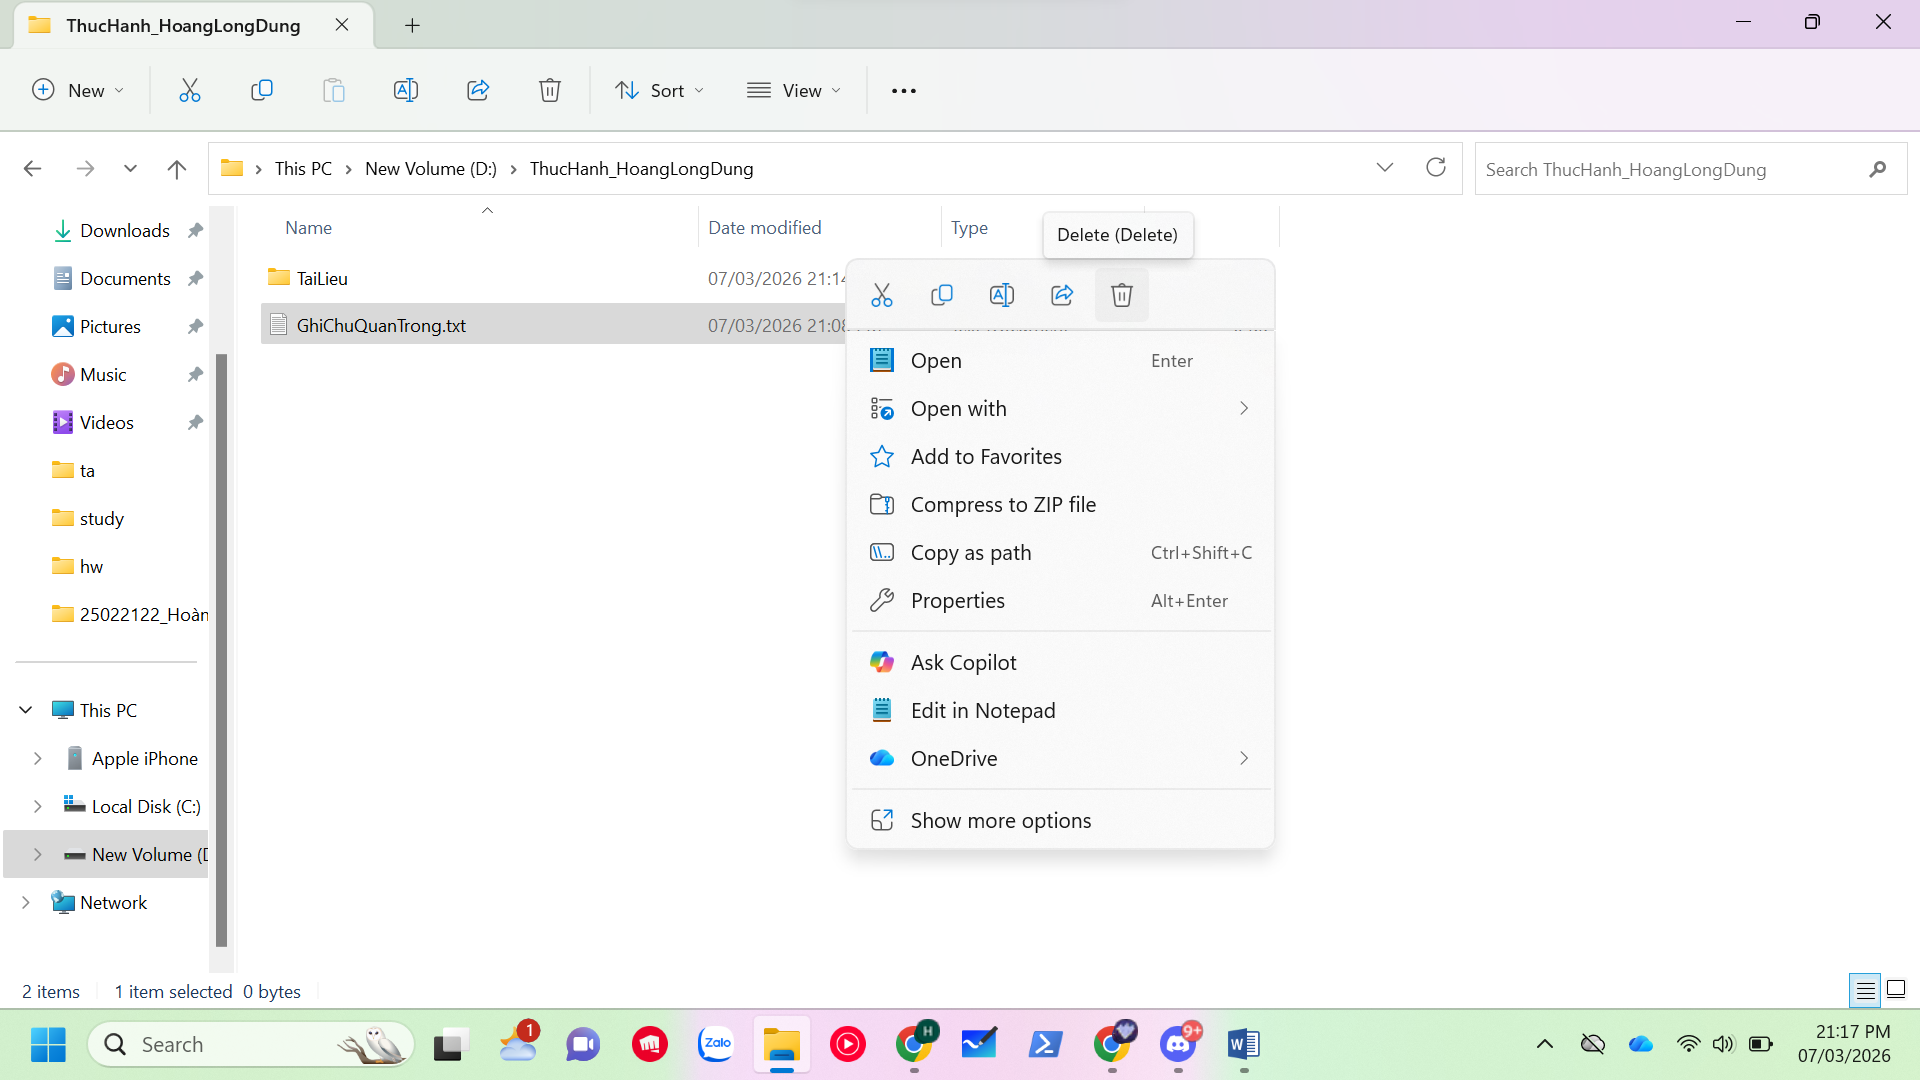 ThucHanh_HoangLongDung
New
Sort
View
This PC
New Volume (D:)
ThucHanh_HoangLongDung
Search ThucHanh_HoangLongDung
Downloads
Documents
Pictures
Music
Videos
ta
study
hw
25022122_Hoàn
This PC
Apple iPhone
Local Disk (C:)
New Volume (D
Network
Name
Date modified
Type
TaiLieu
07/03/2026 21:14
GhiChuQuanTrong.txt
07/03/2026 21:08
Delete (Delete)
Open Enter
Open with
Add to Favorites
Compress to ZIP file
Copy as path Ctrl+Shift+C
Properties Alt+Enter
Ask Copilot
Edit in Notepad
OneDrive
Show more options
2 items
1 item selected 0 bytes
Search
1
Zalo
H
9+
W
21:17 PM
07/03/2026